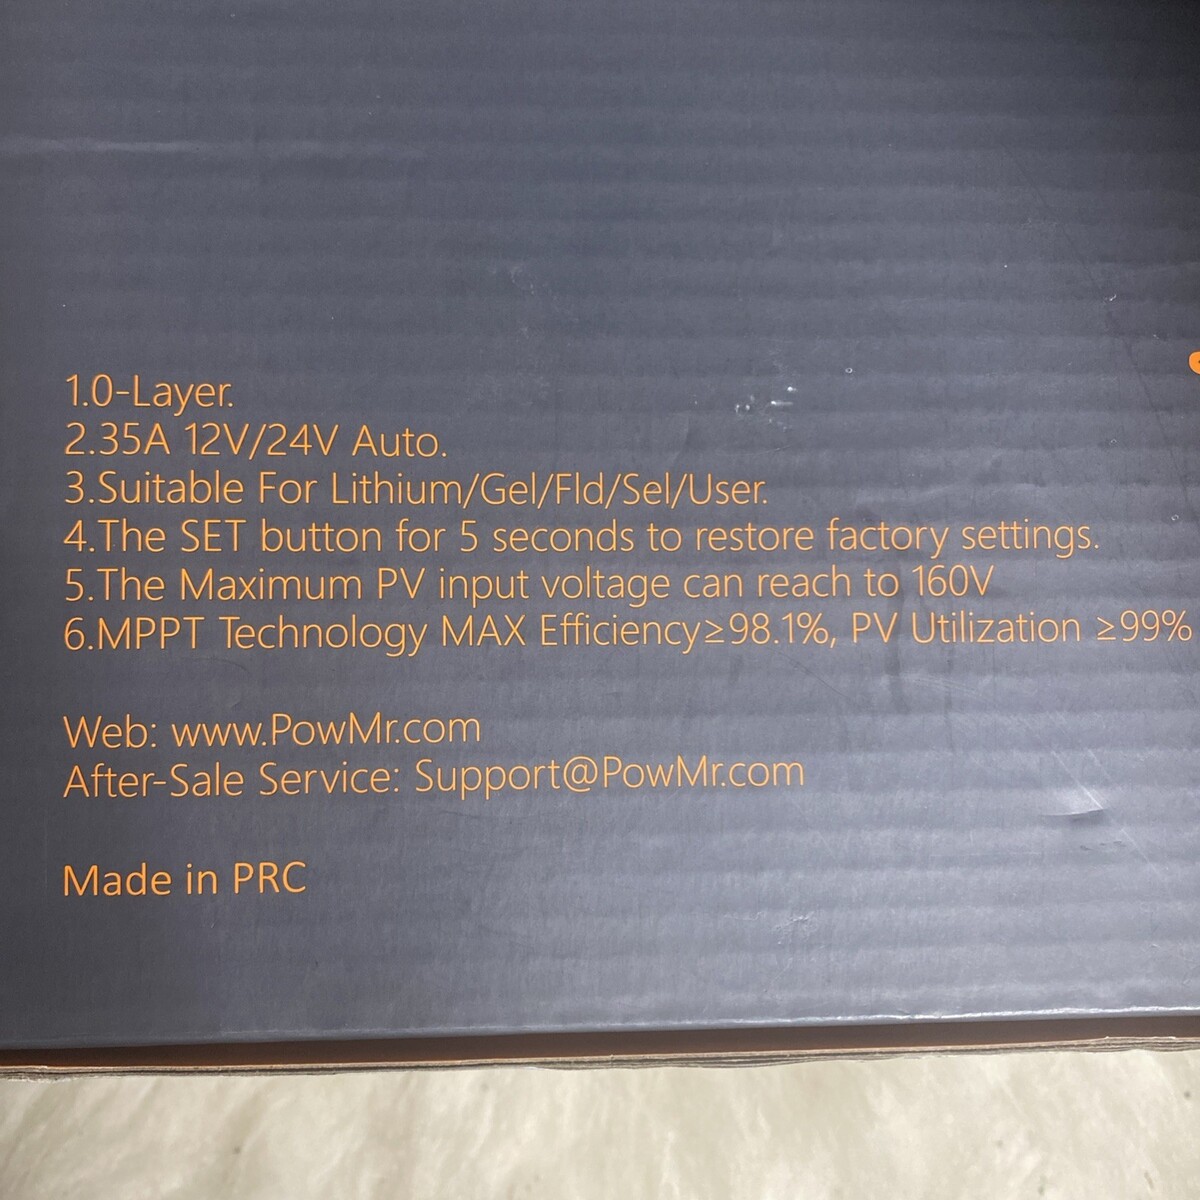 1.0-Layer.
2.35A 12V/24V Auto.
3.Suitable For Lithium/Gel/Fld/Sel/User.
4.The SET button for 5 seconds to restore factory settings.
5.The Maximum PV input voltage can reach to 160V
6.MPPT Technology MAX Efficiency≥98.1%, PV Utilization ≥99%
Web: www.PowMr.com
After-Sale Service: Support@PowMr.com
Made in PRC